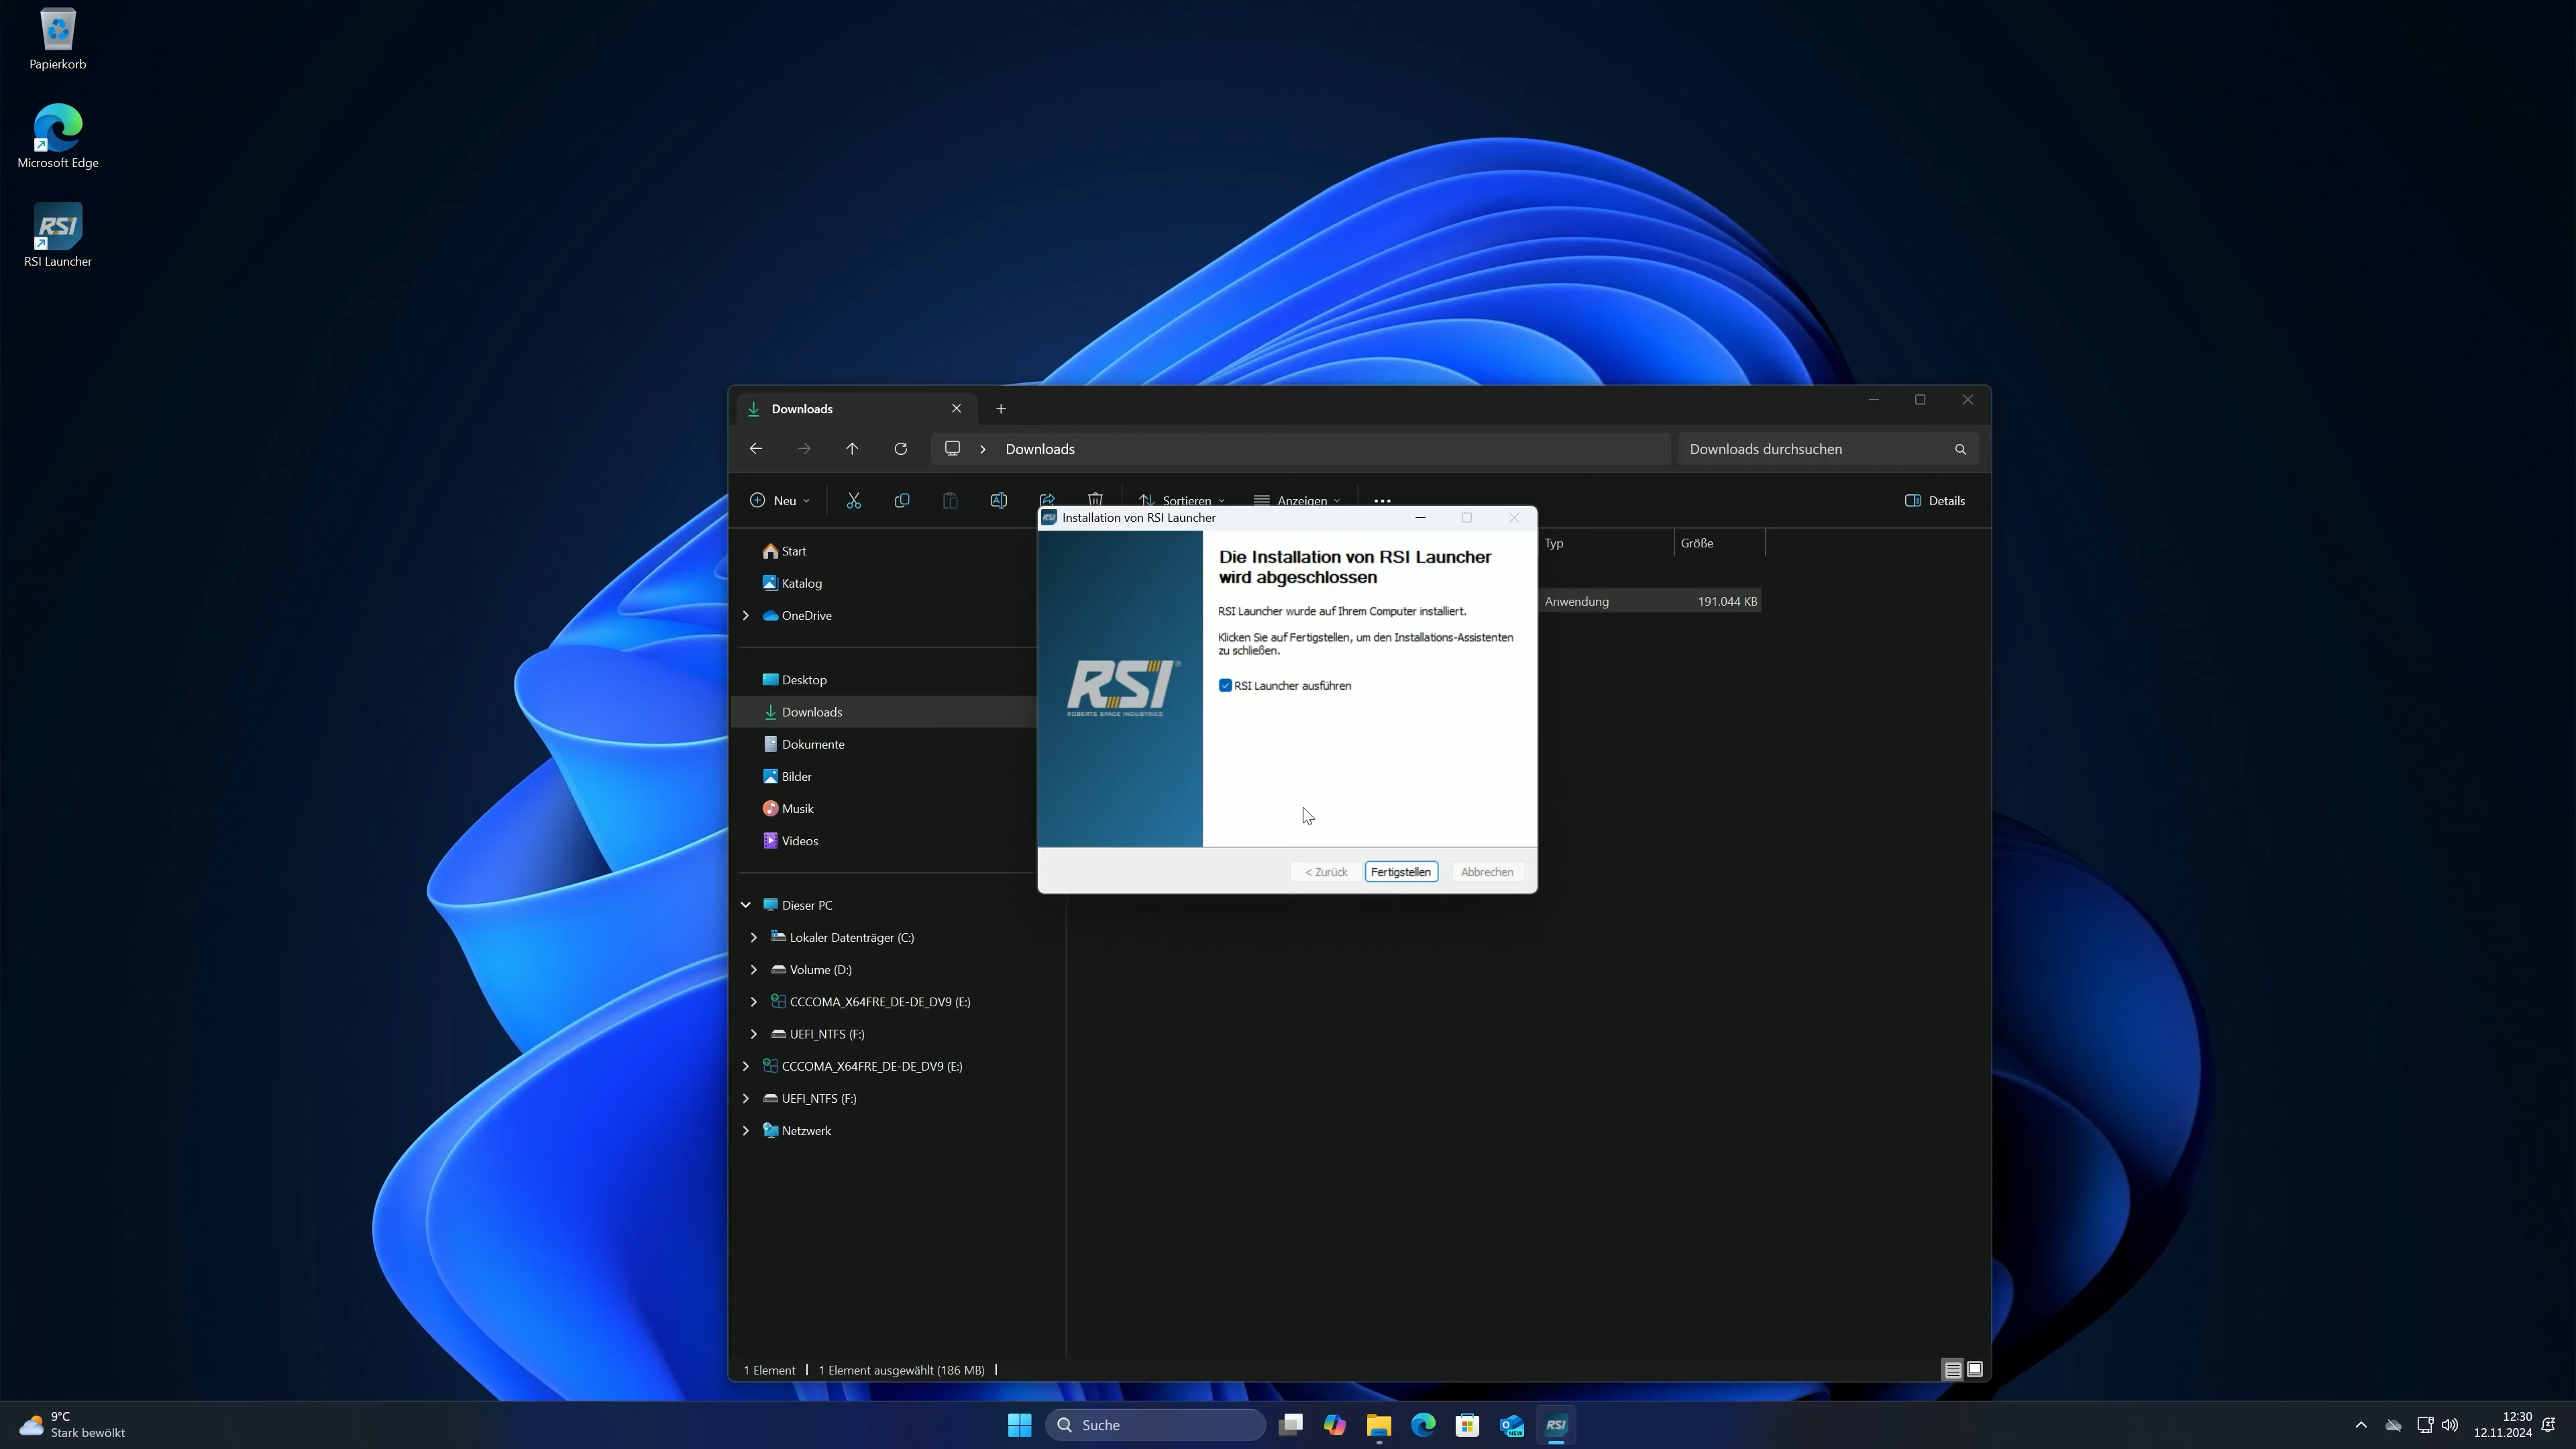 Papierkorb
Microsoft Edge
RSI
RSI Launcher
Downloads
Downloads
Downloads durchsuchen
Neu
Sortieren
Anzeigen
Details
Start
Katalog
OneDrive
Desktop
Downloads
Dokumente
Bilder
Musik
Videos
Dieser PC
Lokaler Datenträger (C:)
Volume (D:)
CCCOMA_X64FRE_DE-DE_DV9 (E:)
UEFI_NTFS (F:)
CCCOMA_X64FRE_DE-DE_DV9 (E:)
UEFI_NTFS (F:)
Netzwerk
Typ
Größe
Anwendung
191.044 KB
RSI Installation von RSI Launcher
RSI®
ROBERTS SPACE INDUSTRIES
Die Installation von RSI Launcher
wird abgeschlossen
RSI Launcher wurde auf Ihrem Computer installiert.
Klicken Sie auf Fertigstellen, um den Installations-Assistenten
zu schließen.
RSI Launcher ausführen
< Zurück
Fertigstellen
Abbrechen
1 Element
1 Element ausgewählt (186 MB)
9°C
Stark bewölkt
Suche
NEW
RSI
12:30
12.11.2024